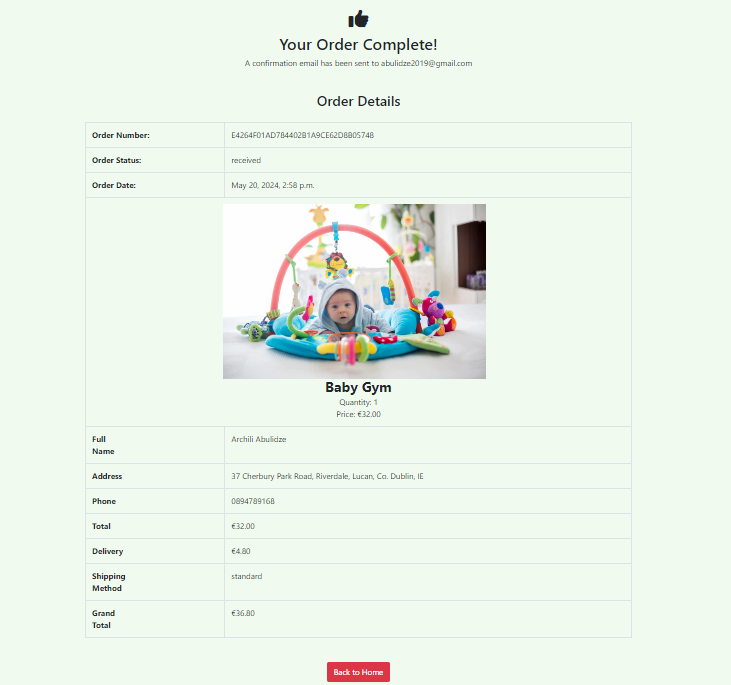 Your Order Complete!
A confirmation email has been sent to abulidze2019@gmail.com
Order Details
Order Number: E4264F01AD784402B1A9CE62D8B05748
Order Status: received
Order Date: May 20, 2024, 2:58 p.m.
Baby Gym
Quantity: 1
Price: €32.00
Full Name Archili Abulidze
Address 37 Cherbury Park Road, Riverdale, Lucan, Co. Dublin, IE
Phone 0894789168
Total €32.00
Delivery €4.80
Shipping Method standard
Grand Total €36.80
Back to Home